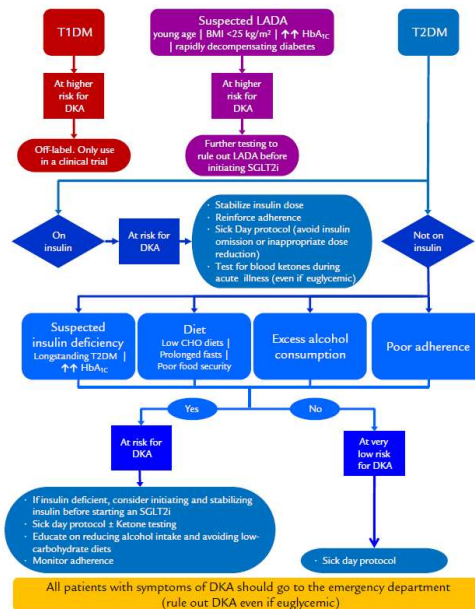 T1DM
Suspected LADA
young age | BMI <25 kg/m² | ↑↑ HbA1C
| rapidly decompensating diabetes
T2DM
At higher
risk for
DKA
At higher
risk for
DKA
Off-label. Only use
in a clinical trial
Further testing to
rule out LADA before
initiating SGLT2i
On
insulin
At risk for
DKA
· Stabilize insulin dose
· Reinforce adherence
· Sick Day protocol (avoid insulin
omission or inappropriate dose
reduction)
· Test for blood ketones during
acute illness (even if euglycemic)
Not on
insulin
Suspected
insulin deficiency
Longstanding T2DM |
↑↑ HbA1C
Diet
Low CHO diets |
Prolonged fasts |
Poor food security
Excess alcohol
consumption
Poor adherence
Yes
No
At risk for
DKA
At very
low risk
for DKA
· If insulin deficient, consider initiating and stabilizing
insulin before starting an SGLT2i
· Sick day protocol ± Ketone testing
· Educate on reducing alcohol intake and avoiding low-
carbohydrate diets
· Monitor adherence
· Sick day protocol
All patients with symptoms of DKA should go to the emergency department
(rule out DKA even if euglycemic)